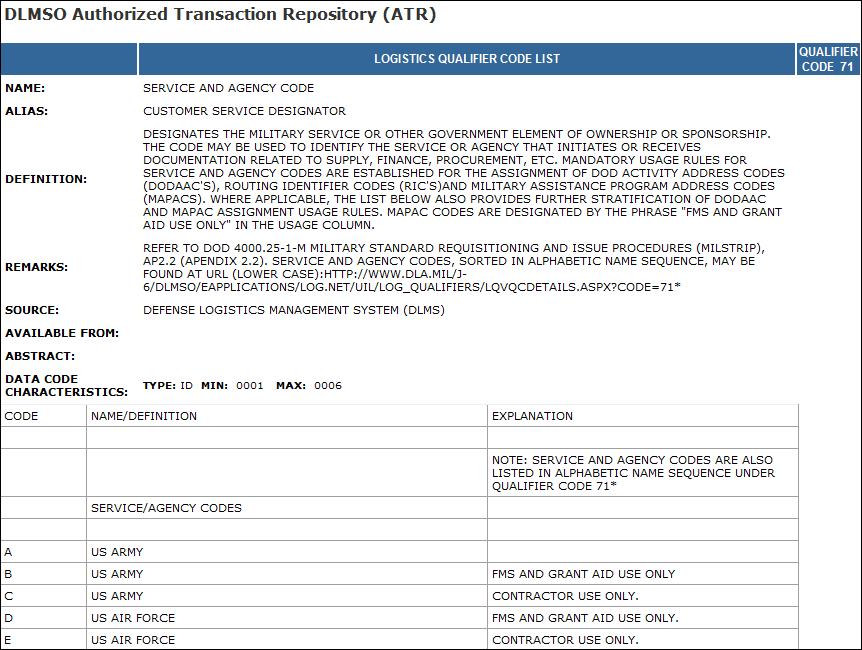 DLMSO Authorized Transaction Repository (ATR)
LOGISTICS QUALIFIER CODE LIST
QUALIFIER
CODE 71
NAME: SERVICE AND AGENCY CODE
ALIAS: CUSTOMER SERVICE DESIGNATOR
DEFINITION:
DESIGNATES THE MILITARY SERVICE OR OTHER GOVERNMENT ELEMENT OF OWNERSHIP OR SPONSORSHIP.
THE CODE MAY BE USED TO IDENTIFY THE SERVICE OR AGENCY THAT INITIATES OR RECEIVES
DOCUMENTATION RELATED TO SUPPLY, FINANCE, PROCUREMENT, ETC. MANDATORY USAGE RULES FOR
SERVICE AND AGENCY CODES ARE ESTABLISHED FOR THE ASSIGNMENT OF DOD ACTIVITY ADDRESS CODES
(DODAAC'S), ROUTING IDENTIFIER CODES (RIC'S)AND MILITARY ASSISTANCE PROGRAM ADDRESS CODES
(MAPACS). WHERE APPLICABLE, THE LIST BELOW ALSO PROVIDES FURTHER STRATIFICATION OF DODAAC
AND MAPAC ASSIGNMENT USAGE RULES. MAPAC CODES ARE DESIGNATED BY THE PHRASE "FMS AND GRANT
AID USE ONLY" IN THE USAGE COLUMN.
REMARKS:
REFER TO DOD 4000.25-1-M MILITARY STANDARD REQUISITIONING AND ISSUE PROCEDURES (MILSTRIP),
AP2.2 (APENDIX 2.2). SERVICE AND AGENCY CODES, SORTED IN ALPHABETIC NAME SEQUENCE, MAY BE
FOUND AT URL (LOWER CASE):HTTP://WWW.DLA.MIL/J-
6/DLMSO/EAPPLICATIONS/LOG.NET/UIL/LOG_QUALIFIERS/LQVQCDETAILS.ASPX?CODE=71*
SOURCE: DEFENSE LOGISTICS MANAGEMENT SYSTEM (DLMS)
AVAILABLE FROM:
ABSTRACT:
DATA CODE
CHARACTERISTICS:
TYPE: ID MIN: 0001 MAX: 0006
CODE NAME/DEFINITION EXPLANATION
NOTE: SERVICE AND AGENCY CODES ARE ALSO
LISTED IN ALPHABETIC NAME SEQUENCE UNDER
QUALIFIER CODE 71*
SERVICE/AGENCY CODES
A US ARMY
B US ARMY FMS AND GRANT AID USE ONLY
C US ARMY CONTRACTOR USE ONLY.
D US AIR FORCE FMS AND GRANT AID USE ONLY.
E US AIR FORCE CONTRACTOR USE ONLY.